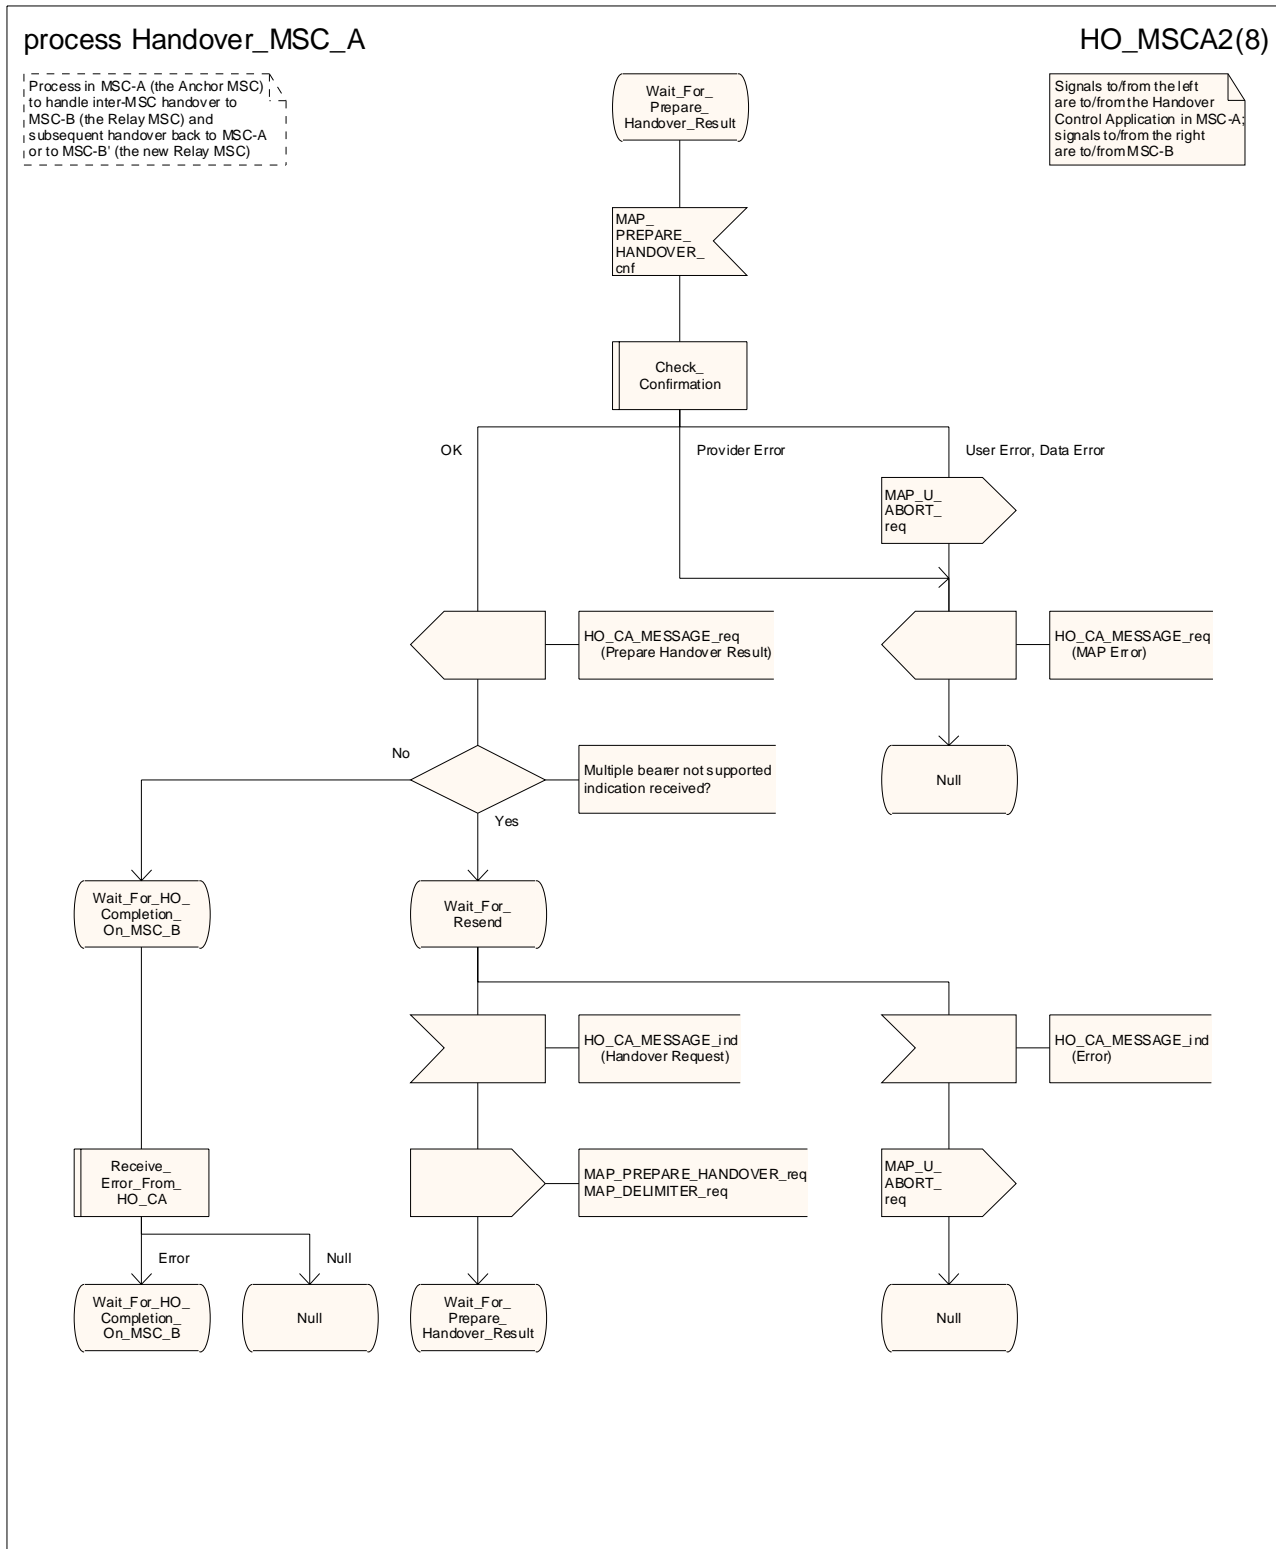 process Handover_MSC_A
HO_MSCA2(8)
Process in MSC-A (the Anchor MSC)
to handle inter-MSC handover to
MSC-B (the Relay MSC) and
subsequent handover back to MSC-A
or to MSC-B' (the new Relay MSC)
Wait_For_
Prepare_
Handover_Result
Signals to/from the left
are to/from the Handover
Control Application in MSC-A;
signals to/from the right
are to/from MSC-B
MAP_
PREPARE_
HANDOVER_
cnf
Check_
Confirmation
OK
Provider Error
User Error, Data Error
MAP_U_
ABORT_
req
HO_CA_MESSAGE_req
(Prepare Handover Result)
HO_CA_MESSAGE_req
(MAP Error)
No
Multiple bearer not supported
indication received?
Null
Yes
Wait_For_HO_
Completion_
On_MSC_B
Wait_For_
Resend
HO_CA_MESSAGE_ind
(Handover Request)
HO_CA_MESSAGE_ind
(Error)
Receive_
Error_From_
HO_CA
MAP_PREPARE_HANDOVER_req
MAP_DELIMITER_req
MAP_U_
ABORT_
req
Error
Null
Wait_For_HO_
Completion_
On_MSC_B
Null
Wait_For_
Prepare_
Handover_Result
Null